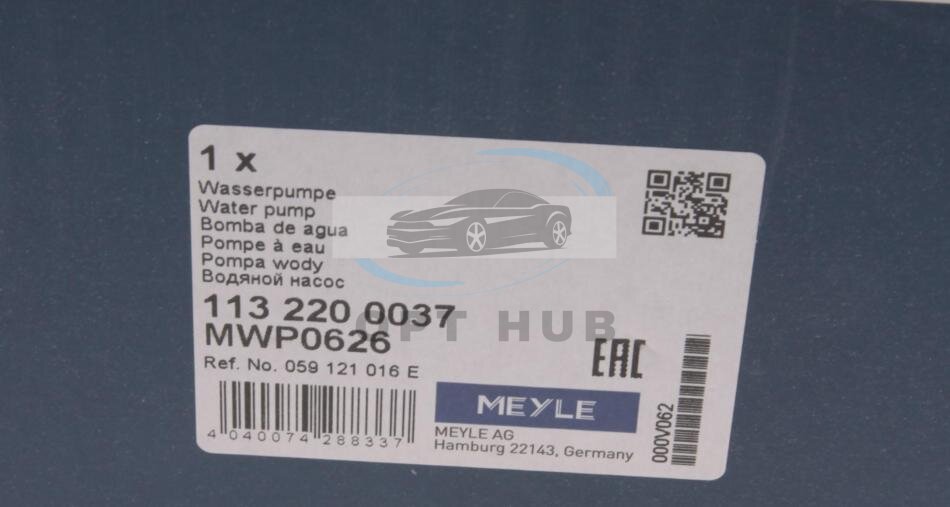 1 x
Wasserpumpe
Water pump
Bomba de agua
Pompe à eau
Pompa wody
Водяной насос
113 220 0037
MWP0626
OPT HUB
Ref. No. 059 121 016 E
EAC
MEYLE
MEYLE AG
Hamburg 22143, Germany
4 040074 288337
000V062